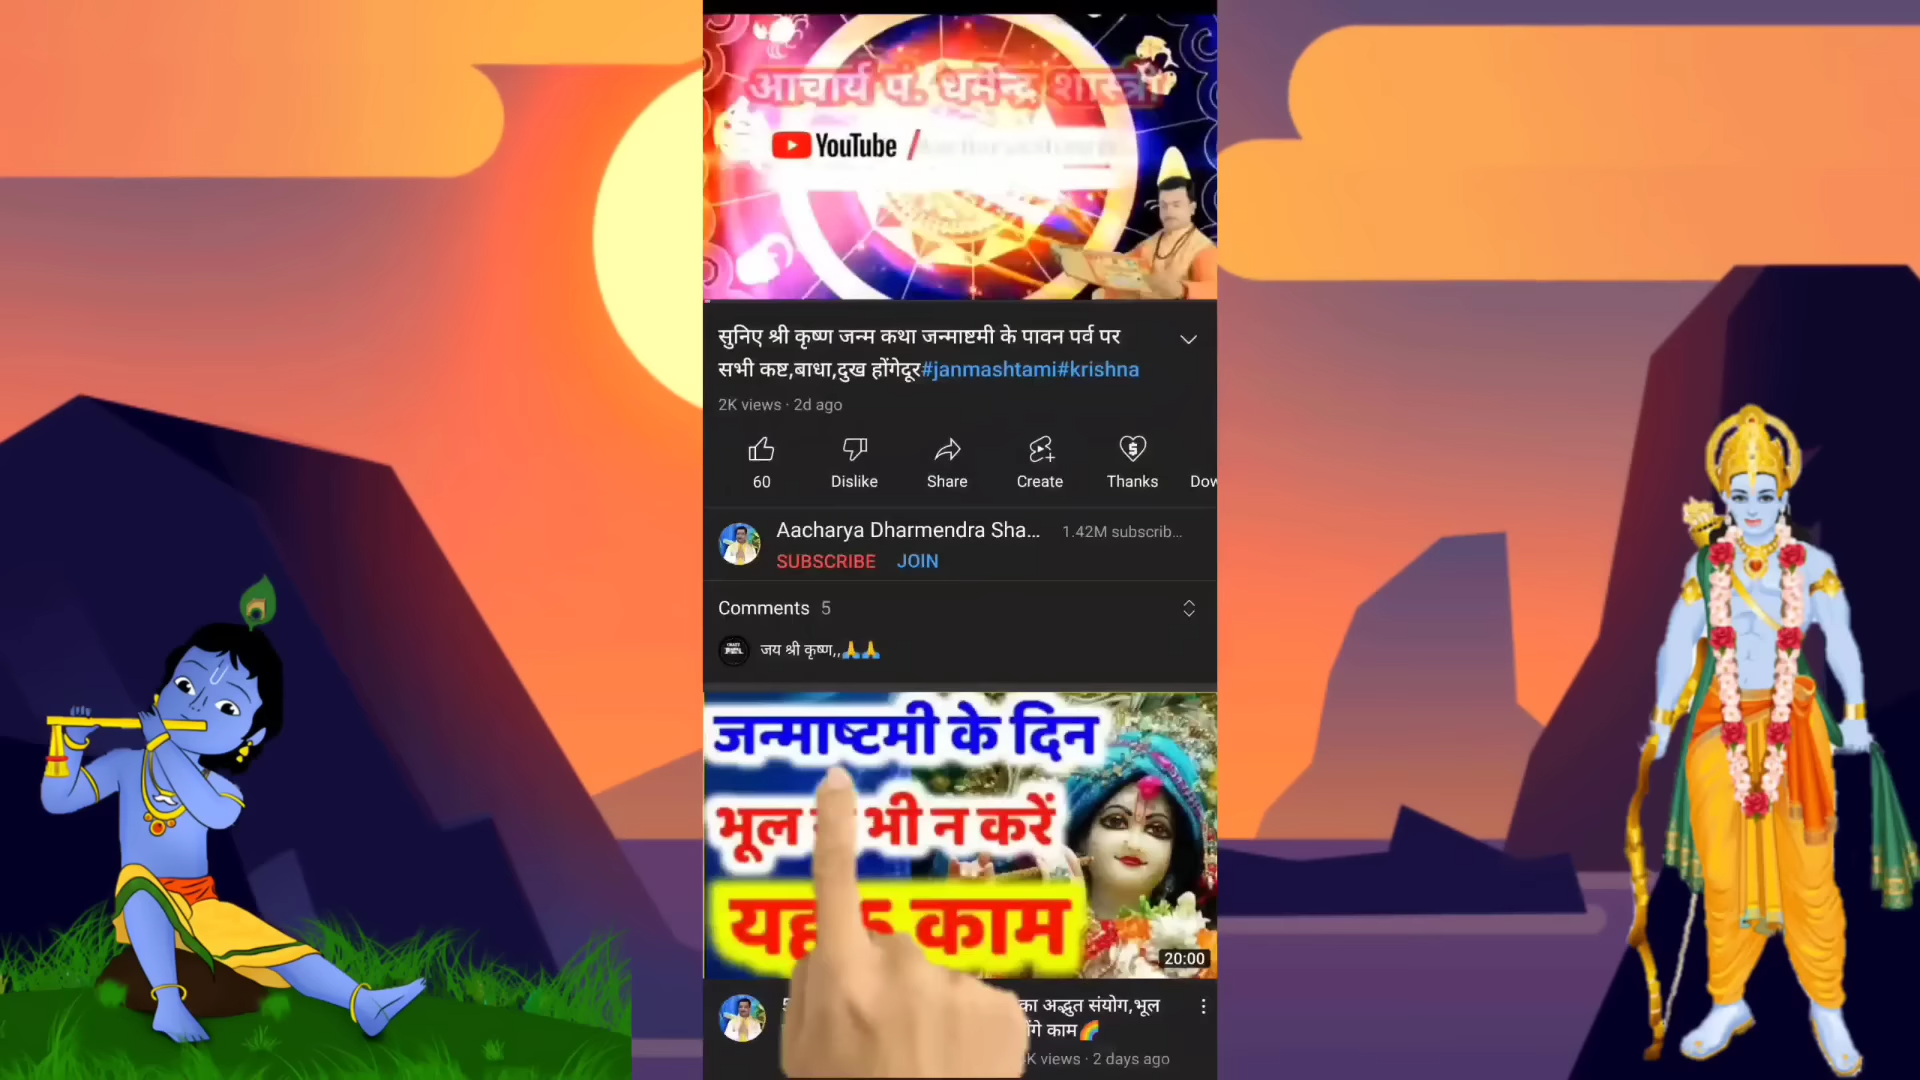 आचार्य पं. धर्मेन्द्र शास्त्री
YouTube /
सुनिए श्री कृष्ण जन्म कथा जन्माष्टमी के पावन पर्व पर
सभी कष्ट,बाधा,दुख होंगेदूर#janmashtami#krishna
2K views · 2d ago
60
Dislike
Share
Create
Thanks
Dow
Aacharya Dharmendra Sha...
1.42M subscrib...
SUBSCRIBE
JOIN
Comments 5
जय श्री कृष्ण,,🙏🙏
जन्माष्टमी के दिन
भूल भी न करें
5 काम
20:00
का अद्भुत संयोग,भूल
काम🌈
K views · 2 days ago